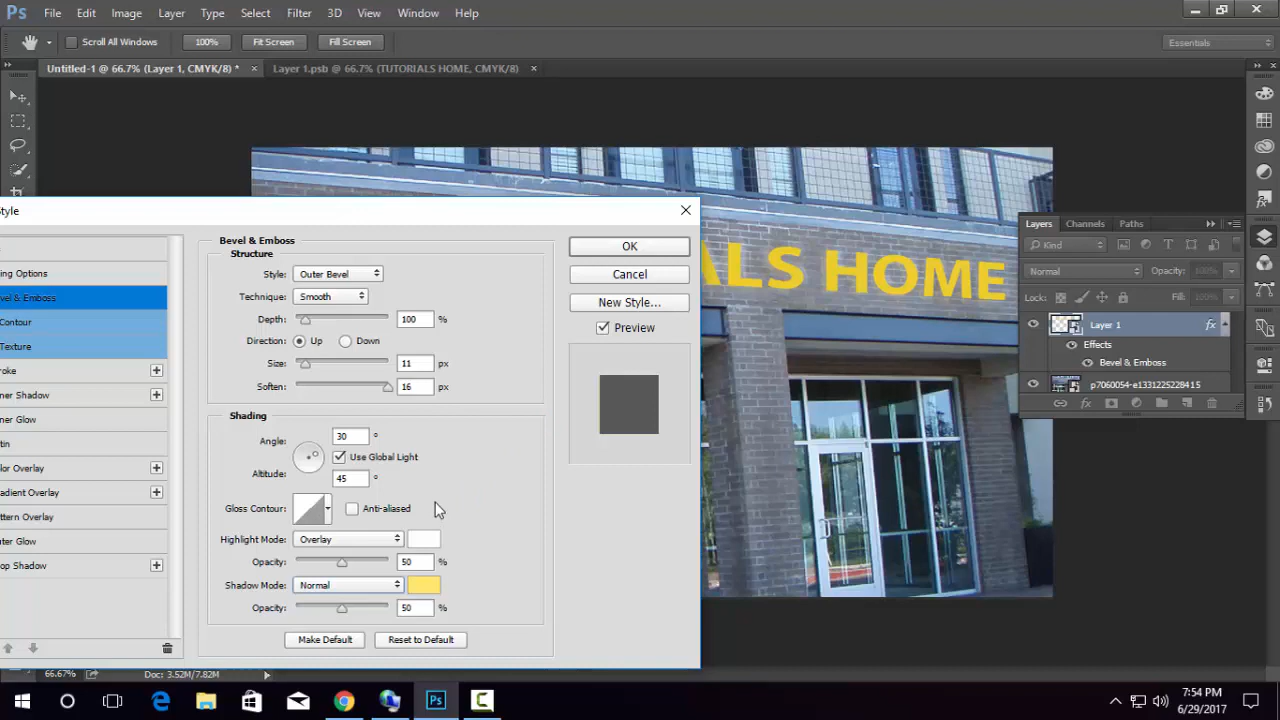 Ps File Edit Image Layer Type Select Filter 3D View Window Help
Scroll All Windows 100% Fit Screen Fill Screen Essentials
Untitled-1 @ 66.7% (Layer 1, CMYK/8) * × Layer 1.psb @ 66.7% (TUTORIALS HOME, CMYK/8) ×
Style
Bevel & Emboss
Structure
Style: Outer Bevel
Technique: Smooth
Depth: 100 %
Direction: Up Down
Size: 11 px
Soften: 16 px
Shading
Angle: 30 °
Use Global Light
Altitude: 45 °
Gloss Contour: Anti-aliased
Highlight Mode: Overlay
Opacity: 50 %
Shadow Mode: Normal
Opacity: 50 %
Make Default Reset to Default
ding Options
vel & Emboss
Contour
Texture
roke
ner Shadow
ner Glow
tin
lor Overlay
adient Overlay
ttern Overlay
uter Glow
op Shadow
OK
Cancel
New Style...
Preview
ALS HOME
Layers Channels Paths
Kind
Normal Opacity: 100%
Lock: Fill: 100%
Layer 1 fx
Effects
Bevel & Emboss
p7060054-e1331225228415
66.67% Doc: 3.52M/7.82M
7:54 PM
6/29/2017